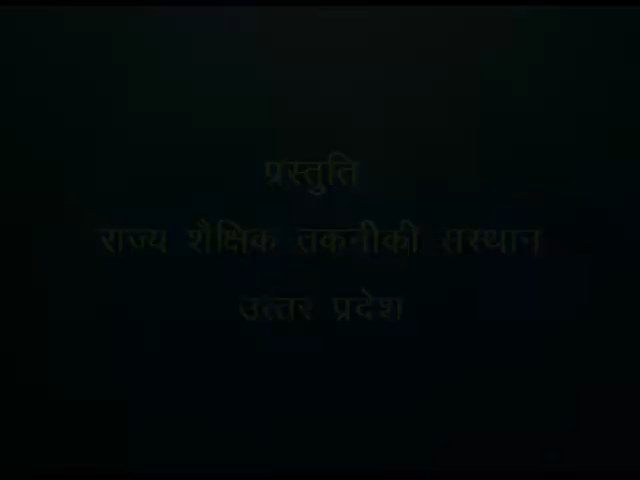 प्रस्तुति
राज्य शैक्षिक तकनीकी संस्थान
उत्तर प्रदेश